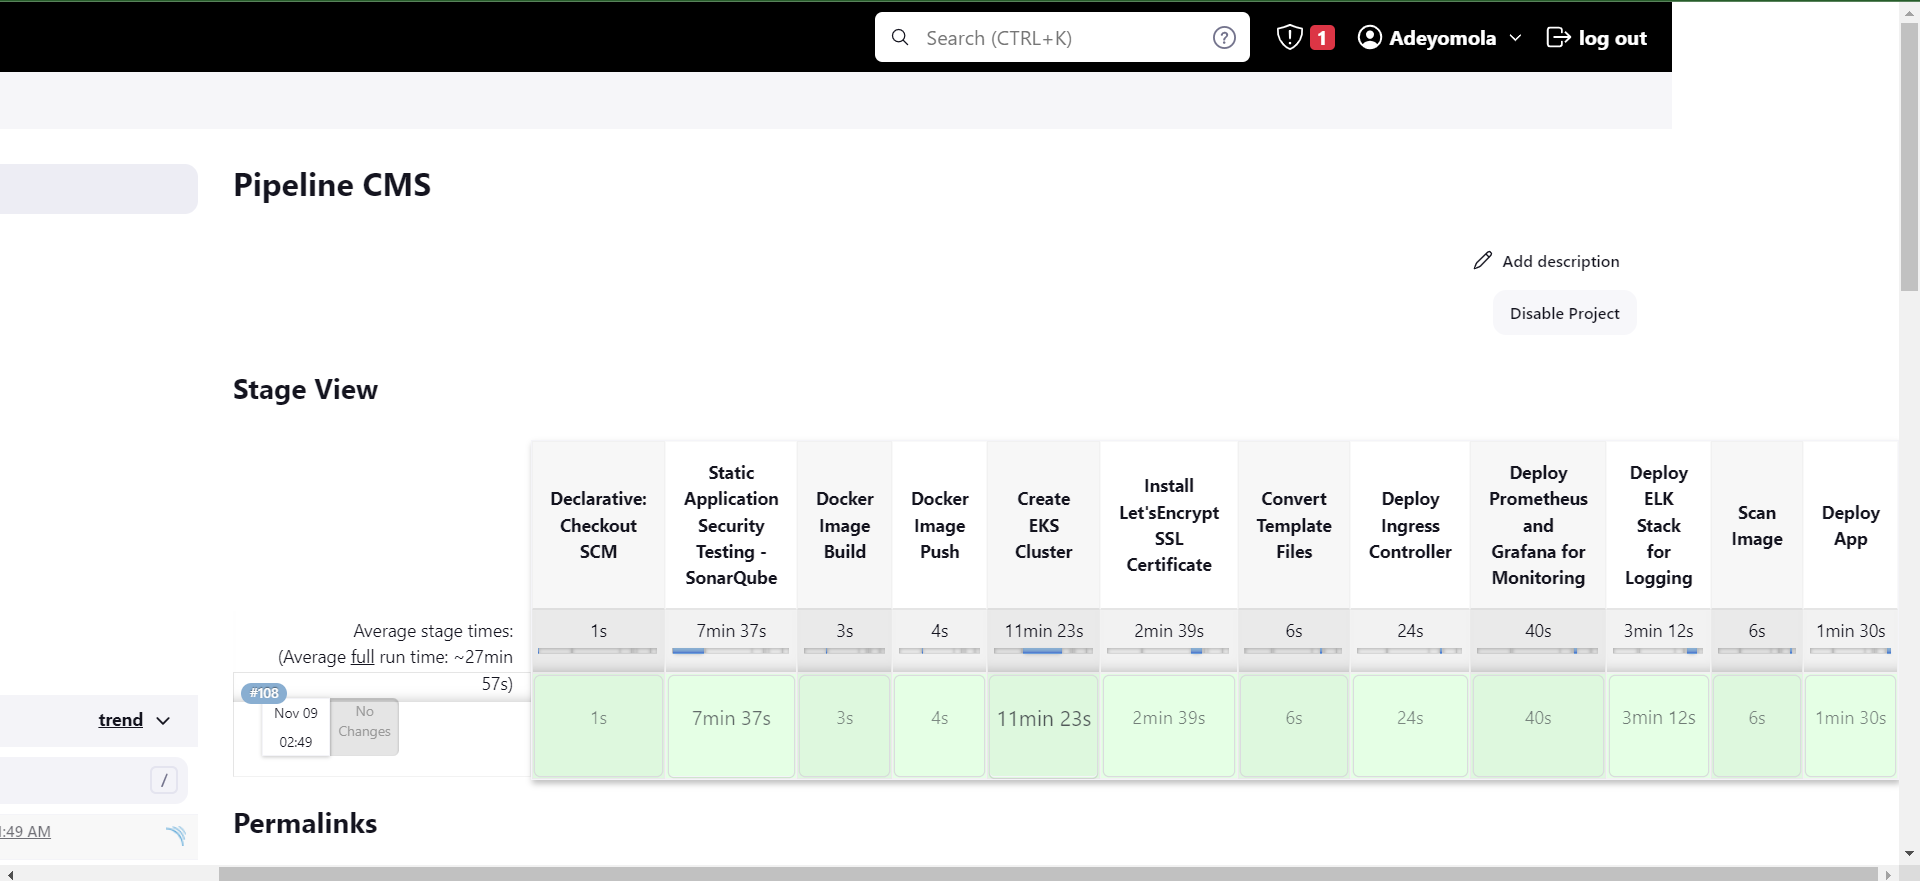 Search (CTRL+K)
?
1
Adeyomola
log out
Pipeline CMS
Add description
Disable Project
Stage View
Declarative:
Checkout
SCM
Static
Application
Security
Testing -
SonarQube
Docker
Image
Build
Docker
Image
Push
Create
EKS
Cluster
Install
Let'sEncrypt
SSL
Certificate
Convert
Template
Files
Deploy
Ingress
Controller
Deploy
Prometheus
and
Grafana for
Monitoring
Deploy
ELK
Stack
for
Logging
Scan
Image
Deploy
App
Average stage times:
(Average full run time: ~27min
57s)
1s
7min 37s
3s
4s
11min 23s
2min 39s
6s
24s
40s
3min 12s
6s
1min 30s
#108
Nov 09
02:49
No
Changes
1s
7min 37s
3s
4s
11min 23s
2min 39s
6s
24s
40s
3min 12s
6s
1min 30s
trend
/
:49 AM
Permalinks